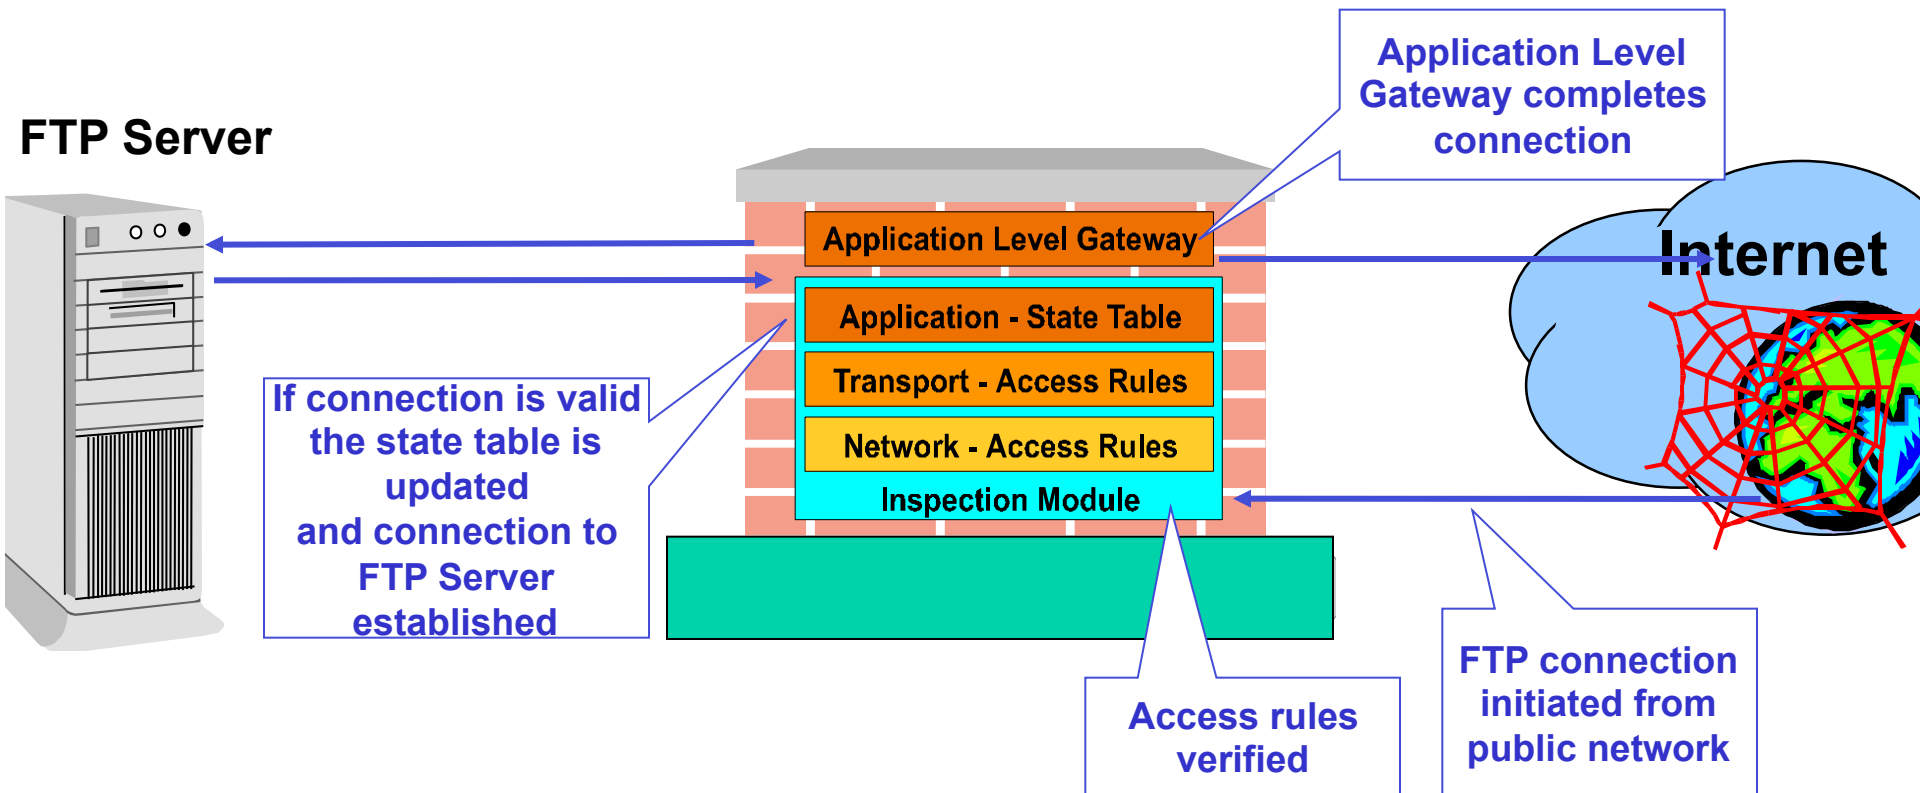 Application Level
Gateway completes
connection
FTP Server
Internet
Application Level Gateway
Application - State Table
Transport - Access Rules
Network - Access Rules
Inspection Module
If connection is valid
the state table is
updated
and connection to
FTP Server
established
Access rules
verified
FTP connection
initiated from
public network